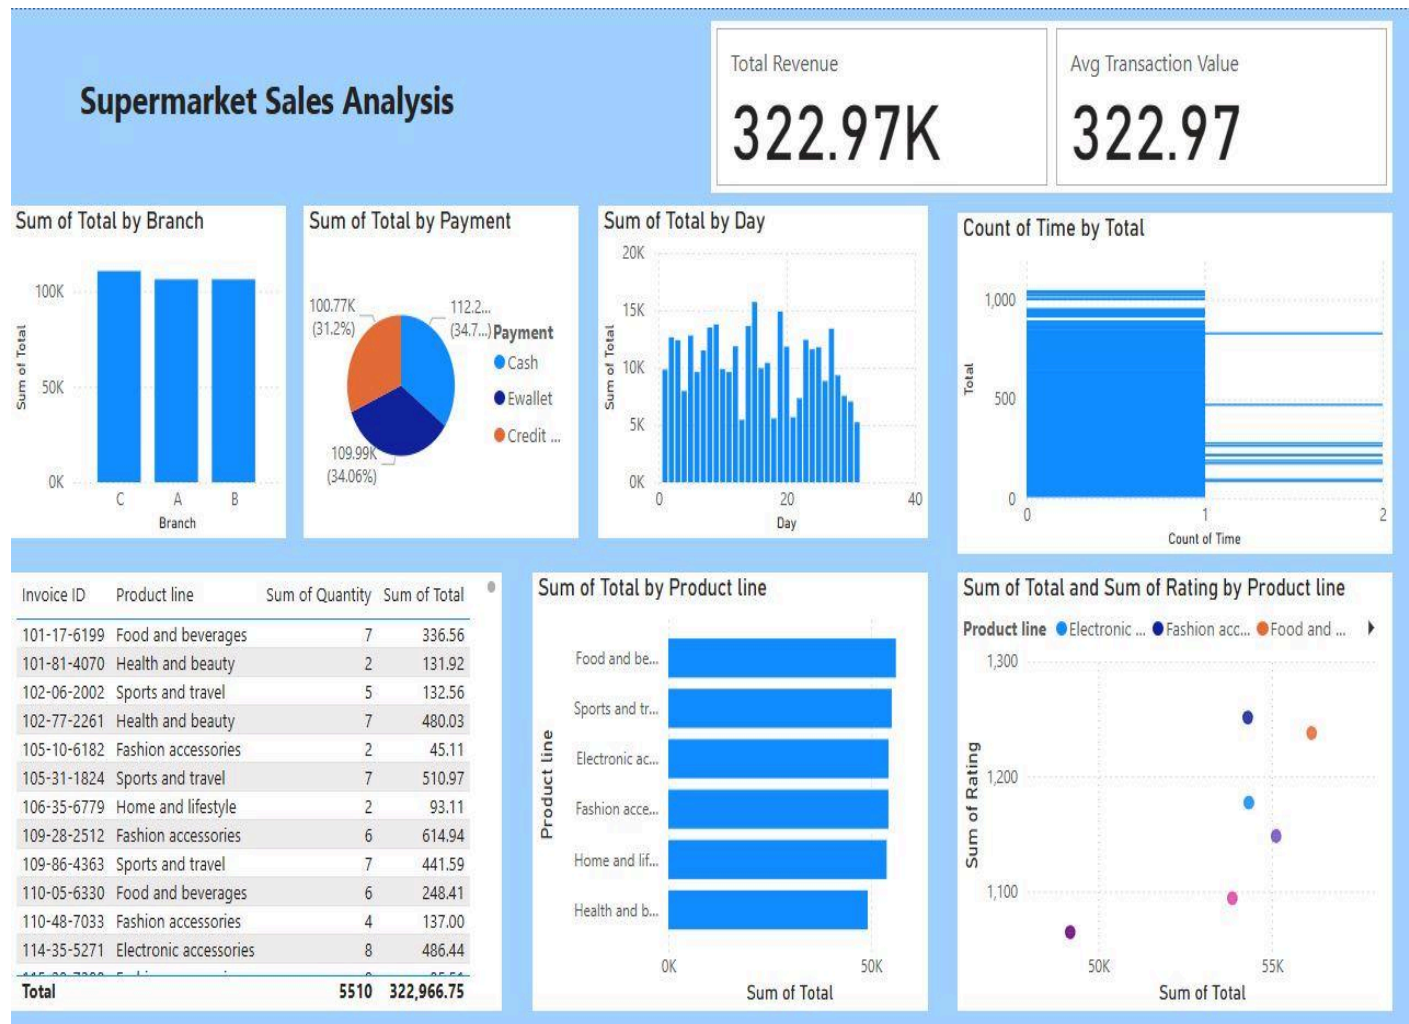 Supermarket Sales Analysis
Total Revenue
322.97K
Avg Transaction Value
322.97
Sum of Total by Branch
Sum of Total
100K
50K
0K
C A B
Branch
Sum of Total by Payment
100.77K
(31.2%)
112.2...
(34.7...)
109.99K
(34.06%)
Payment
Cash
Ewallet
Credit ...
Sum of Total by Day
Sum of Total
20K
15K
10K
5K
0K
0 20 40
Day
Count of Time by Total
Total
1,000
500
0
0 1 2
Count of Time
Invoice ID Product line Sum of Quantity Sum of Total
101-17-6199 Food and beverages 7 336.56
101-81-4070 Health and beauty 2 131.92
102-06-2002 Sports and travel 5 132.56
102-77-2261 Health and beauty 7 480.03
105-10-6182 Fashion accessories 2 45.11
105-31-1824 Sports and travel 7 510.97
106-35-6779 Home and lifestyle 2 93.11
109-28-2512 Fashion accessories 6 614.94
109-86-4363 Sports and travel 7 441.59
110-05-6330 Food and beverages 6 248.41
110-48-7033 Fashion accessories 4 137.00
114-35-5271 Electronic accessories 8 486.44
Total 5510 322,966.75
Sum of Total by Product line
Product line
Food and be...
Sports and tr...
Electronic ac...
Fashion acce...
Home and lif...
Health and b...
0K 50K
Sum of Total
Sum of Total and Sum of Rating by Product line
Product line Electronic ... Fashion acc... Food and ...
Sum of Rating
1,300
1,200
1,100
50K 55K
Sum of Total